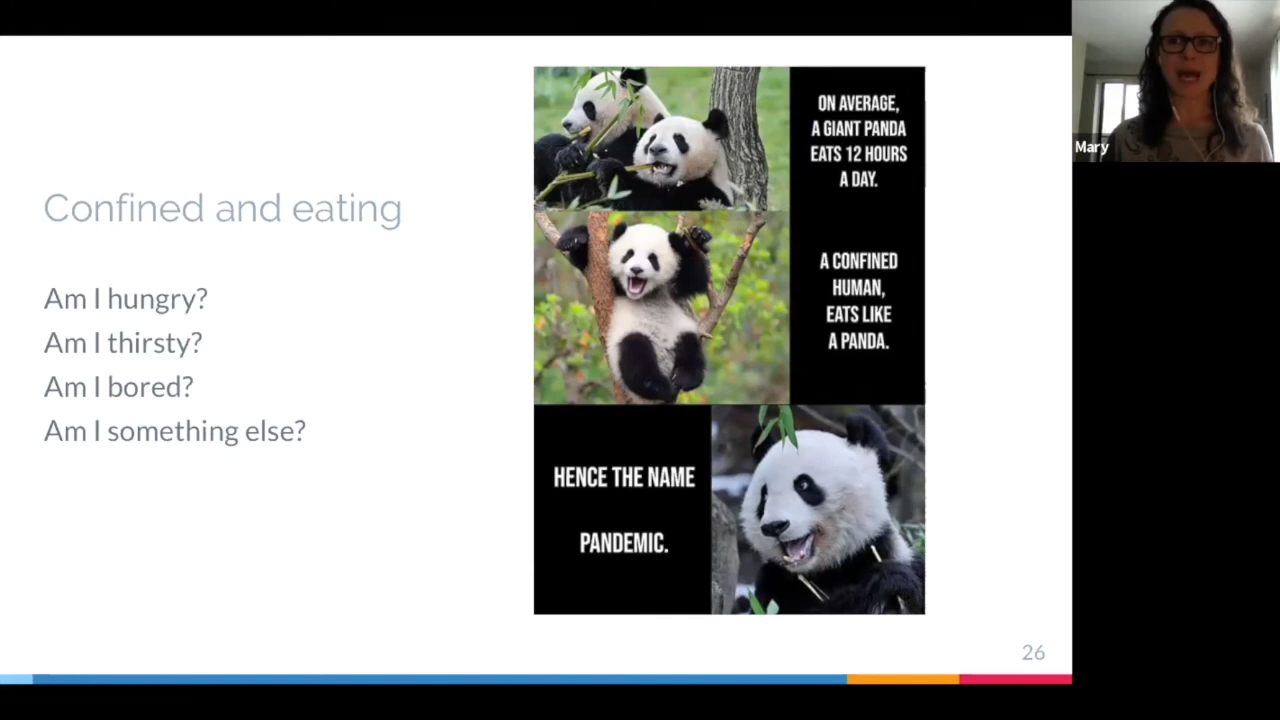 Confined and eating
Am I hungry?
Am I thirsty?
Am I bored?
Am I something else?
ON AVERAGE,
A GIANT PANDA
EATS 12 HOURS
A DAY.
A CONFINED
HUMAN,
EATS LIKE
A PANDA.
HENCE THE NAME
PANDEMIC.
26
Mary